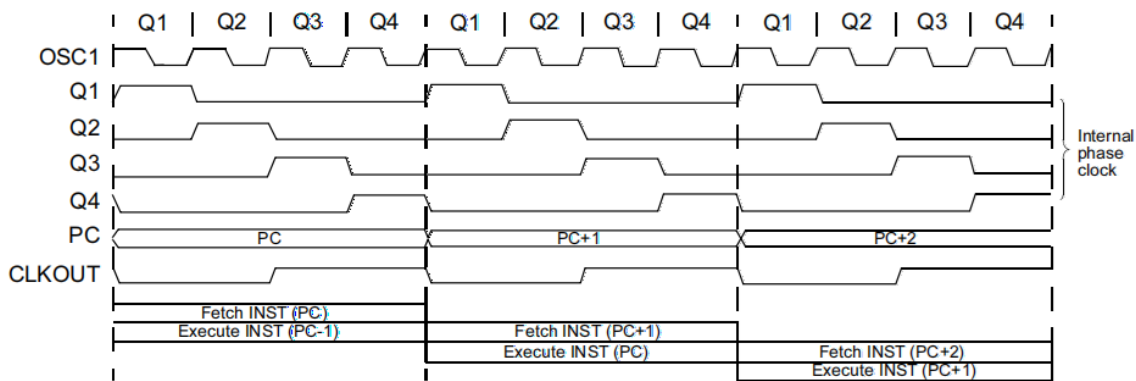 Q1 Q2 Q3 Q4 Q1 Q2 Q3 Q4 Q1 Q2 Q3 Q4
OSC1
Q1
Q2
Q3
Q4
Internal
phase
clock
PC PC PC+1 PC+2
CLKOUT
Fetch INST (PC)
Execute INST (PC-1) Fetch INST (PC+1)
Execute INST (PC) Fetch INST (PC+2)
Execute INST (PC+1)